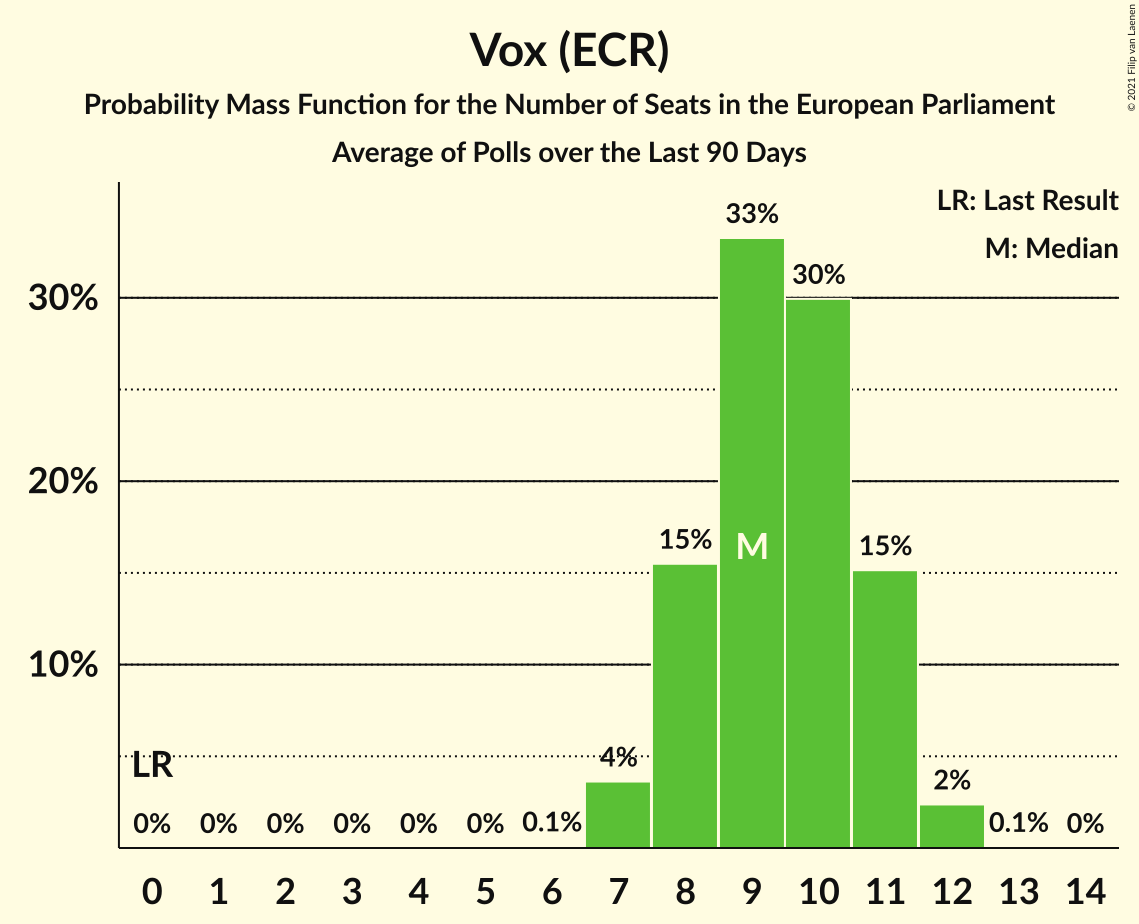 Vox (ECR)
Probability Mass Function for the Number of Seats in the European Parliament
Average of Polls over the Last 90 Days
© 2021 Filip van Laenen
LR: Last Result
M: Median
33%
30%
30%
20%
15%
M
15%
10%
LR
4%
2%
0% 0% 0% 0% 0% 0% 0.1% 0.1% 0%
0 1 2 3 4 5 6 7 8 9 10 11 12 13 14